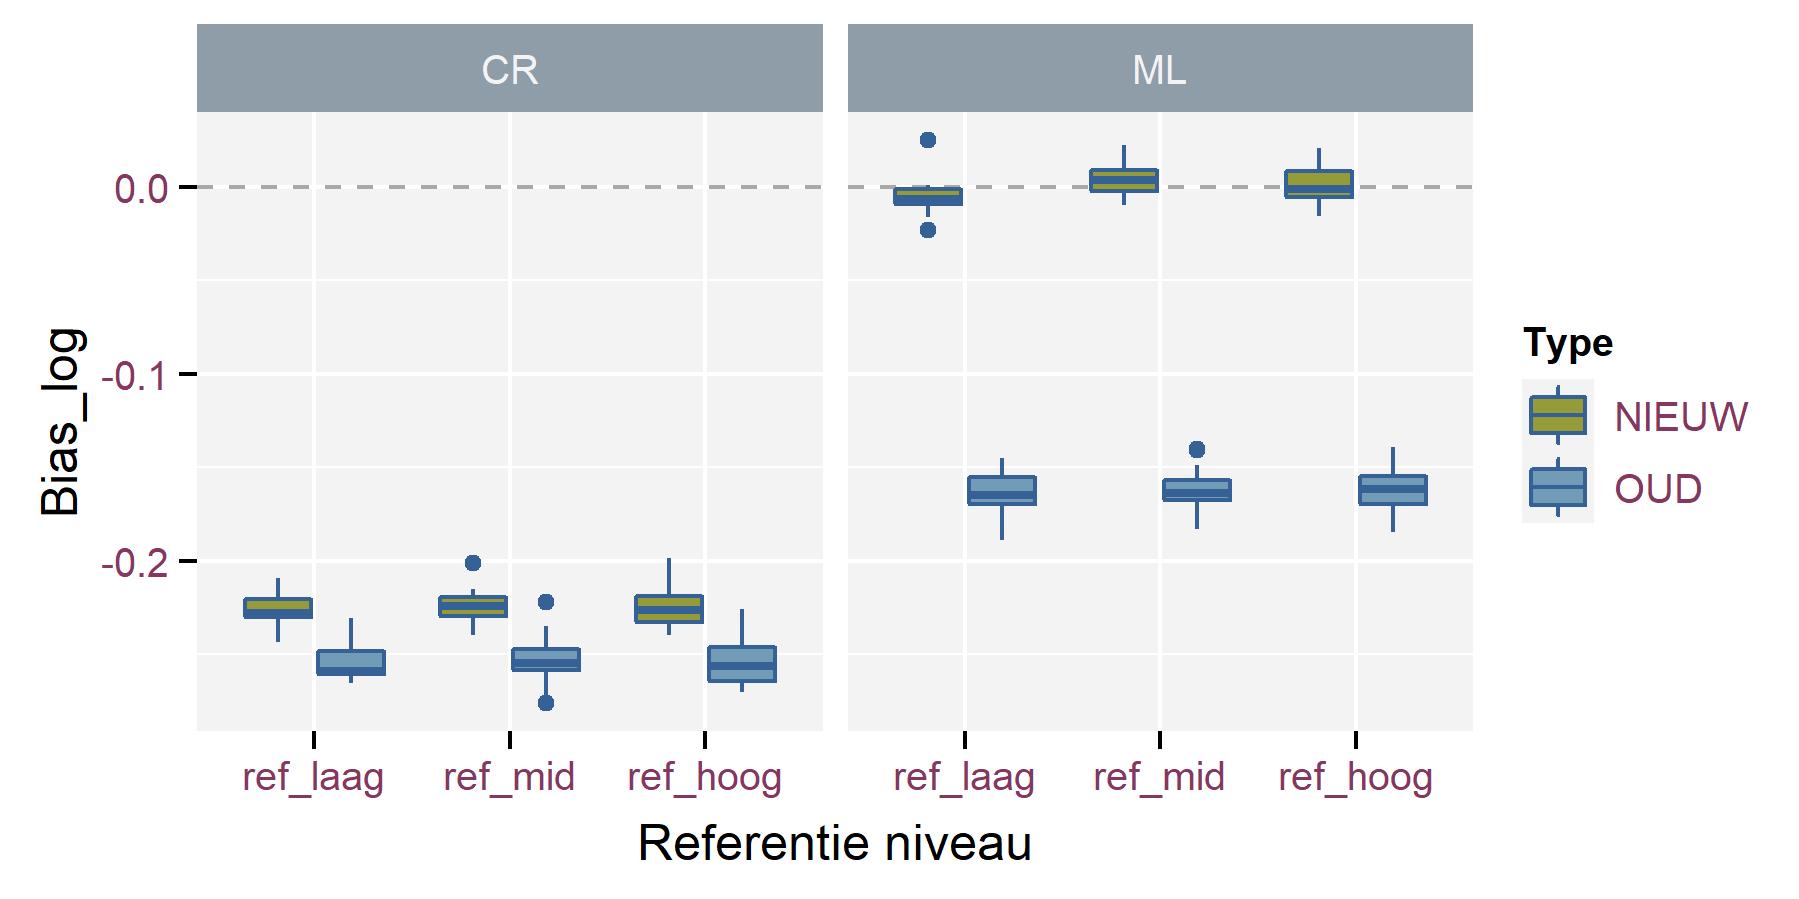 CR
ML
0.0
-0.1
-0.2
Bias_log
ref_laag
ref_mid
ref_hoog
ref_laag
ref_mid
ref_hoog
Referentie niveau
Type
NIEUW
OUD